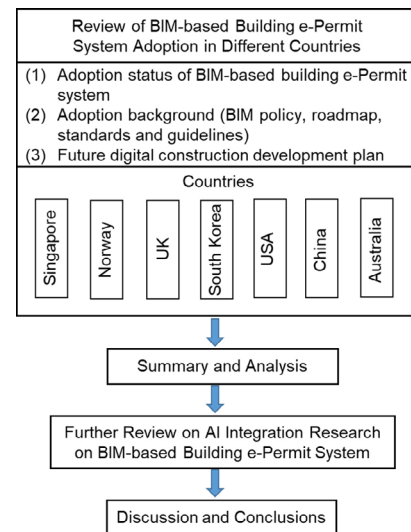 Review of BIM-based Building e-Permit
System Adoption in Different Countries
(1) Adoption status of BIM-based building e-Permit
system
(2) Adoption background (BIM policy, roadmap,
standards and guidelines)
(3) Future digital construction development plan
Countries
Singapore
Norway
UK
South Korea
USA
China
Australia
Summary and Analysis
Further Review on AI Integration Research
on BIM-based Building e-Permit System
Discussion and Conclusions